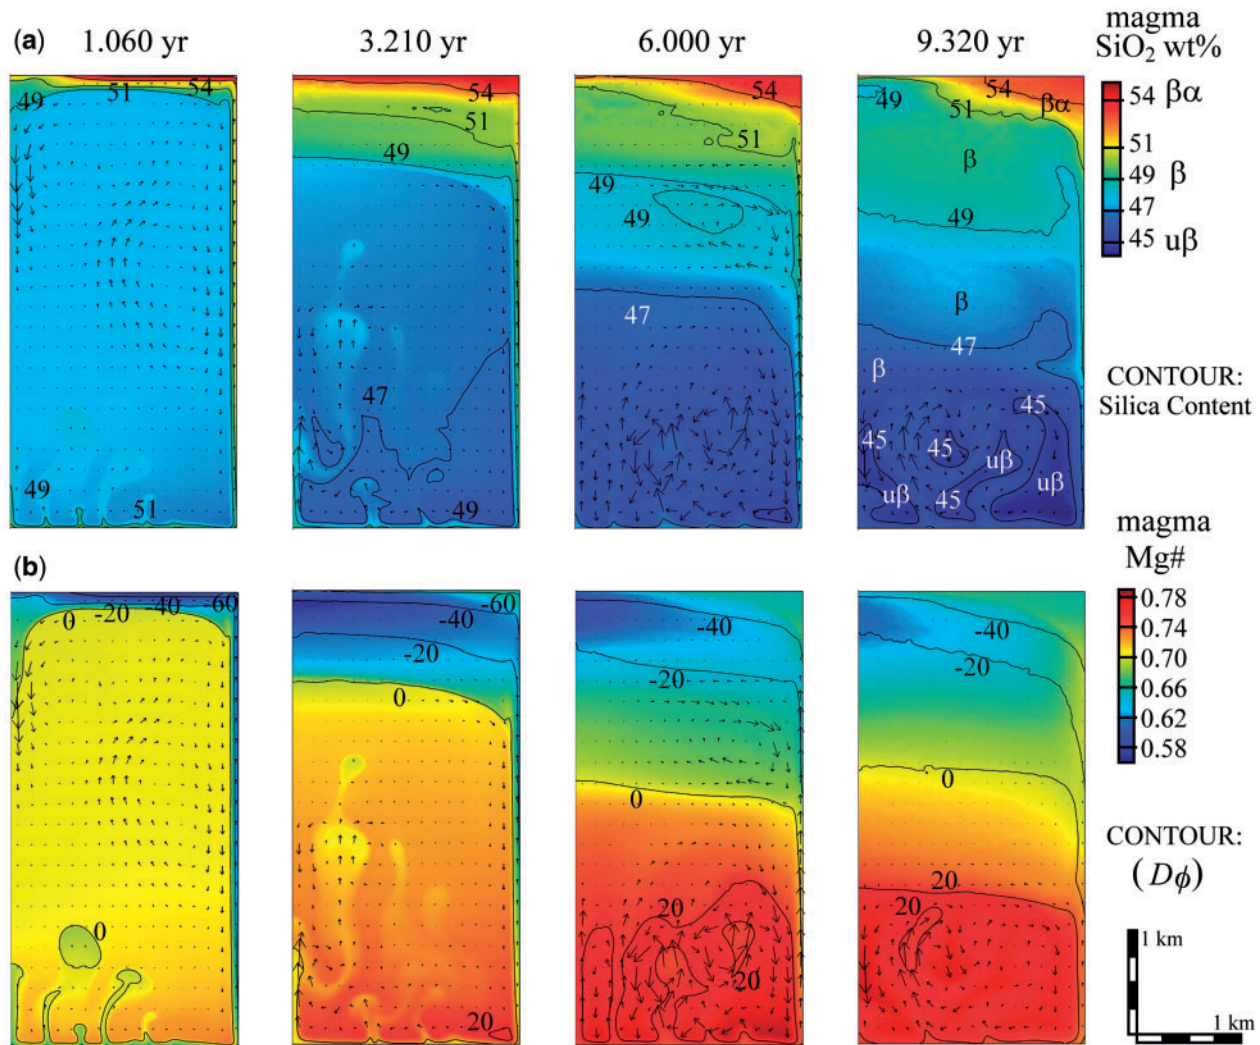 (a) 1.060 yr 3.210 yr 6.000 yr 9.320 yr
magma
SiO₂ wt%
49 51 54
49
51
54
51
49
47
49
54
51
49
49
47
49 54
51 βα
β
49
β
47
β
45
45 45 uβ
uβ 45 uβ
54 βα
51
49 β
47
45 uβ
CONTOUR:
Silica Content
(b)
magma
Mg#
0 -20 -40 -60
0
-60
-40
-20
0
20
-40
-20
0
20
20
-40
-20
0
20
20
0.78
0.74
0.70
0.66
0.62
0.58
CONTOUR:
(Dϕ)
1 km
1 km